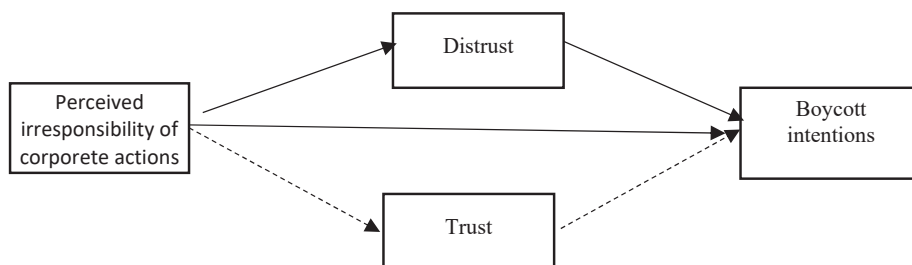 Distrust
Perceived
irresponsibility of
corporete actions
Boycott
intentions
Trust